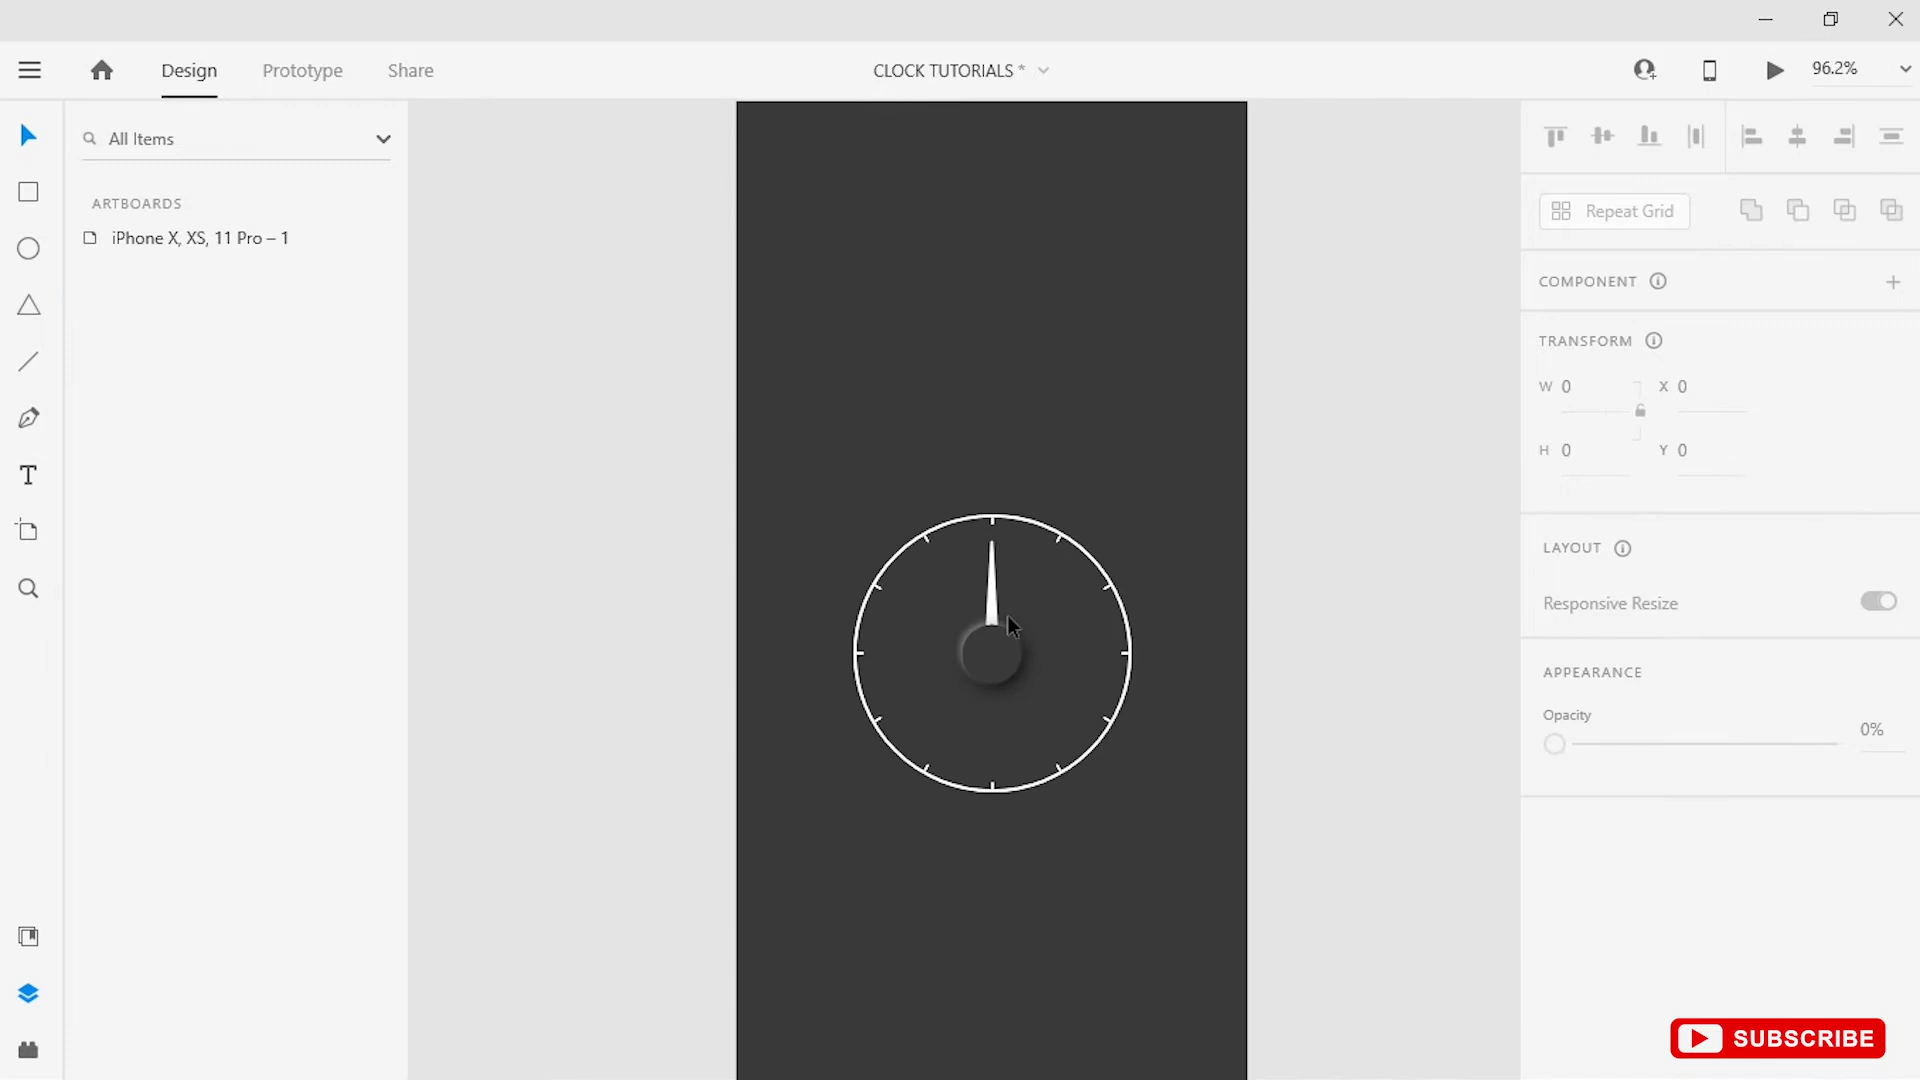 Design Prototype Share CLOCK TUTORIALS * 96.2%
All Items
ARTBOARDS
iPhone X, XS, 11 Pro – 1
T
Repeat Grid
COMPONENT
TRANSFORM
W 0 X 0
H 0 Y 0
LAYOUT
Responsive Resize
APPEARANCE
Opacity
0%
SUBSCRIBE